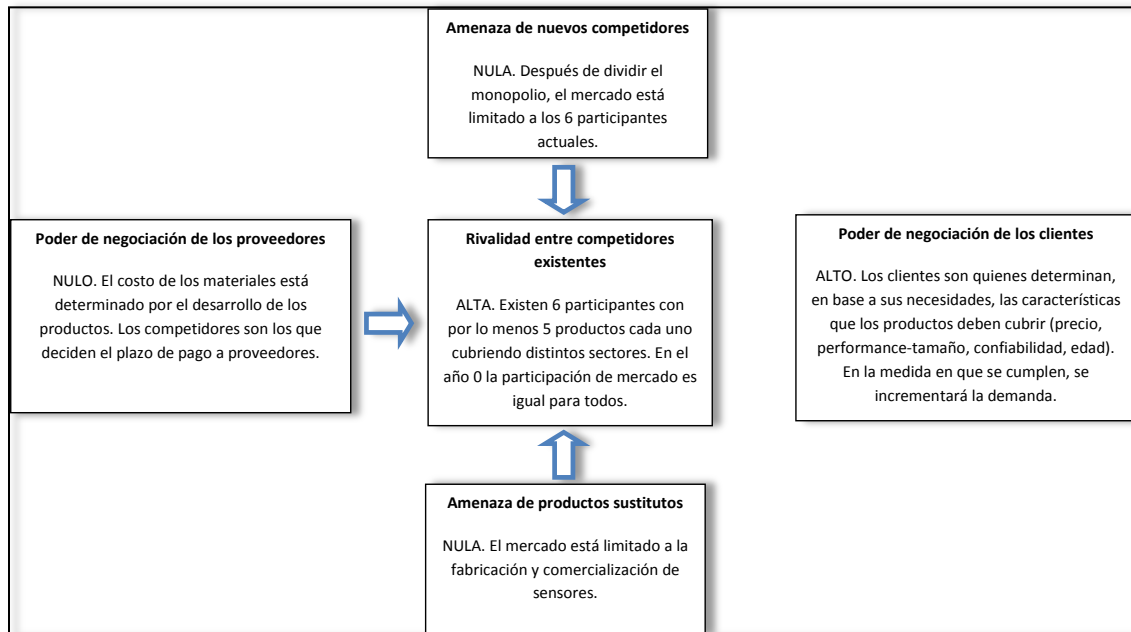 Amenaza de nuevos competidores
NULA. Después de dividir el
monopolio, el mercado está
limitado a los 6 participantes
actuales.
Poder de negociación de los proveedores
NULO. El costo de los materiales está
determinado por el desarrollo de los
productos. Los competidores son los que
deciden el plazo de pago a proveedores.
Rivalidad entre competidores
existentes
ALTA. Existen 6 participantes con
por lo menos 5 productos cada uno
cubriendo distintos sectores. En el
año 0 la participación de mercado es
igual para todos.
Poder de negociación de los clientes
ALTO. Los clientes son quienes determinan,
en base a sus necesidades, las características
que los productos deben cubrir (precio,
performance-tamaño, confiabilidad, edad).
En la medida en que se cumplen, se
incrementará la demanda.
Amenaza de productos sustitutos
NULA. El mercado está limitado a la
fabricación y comercialización de
sensores.